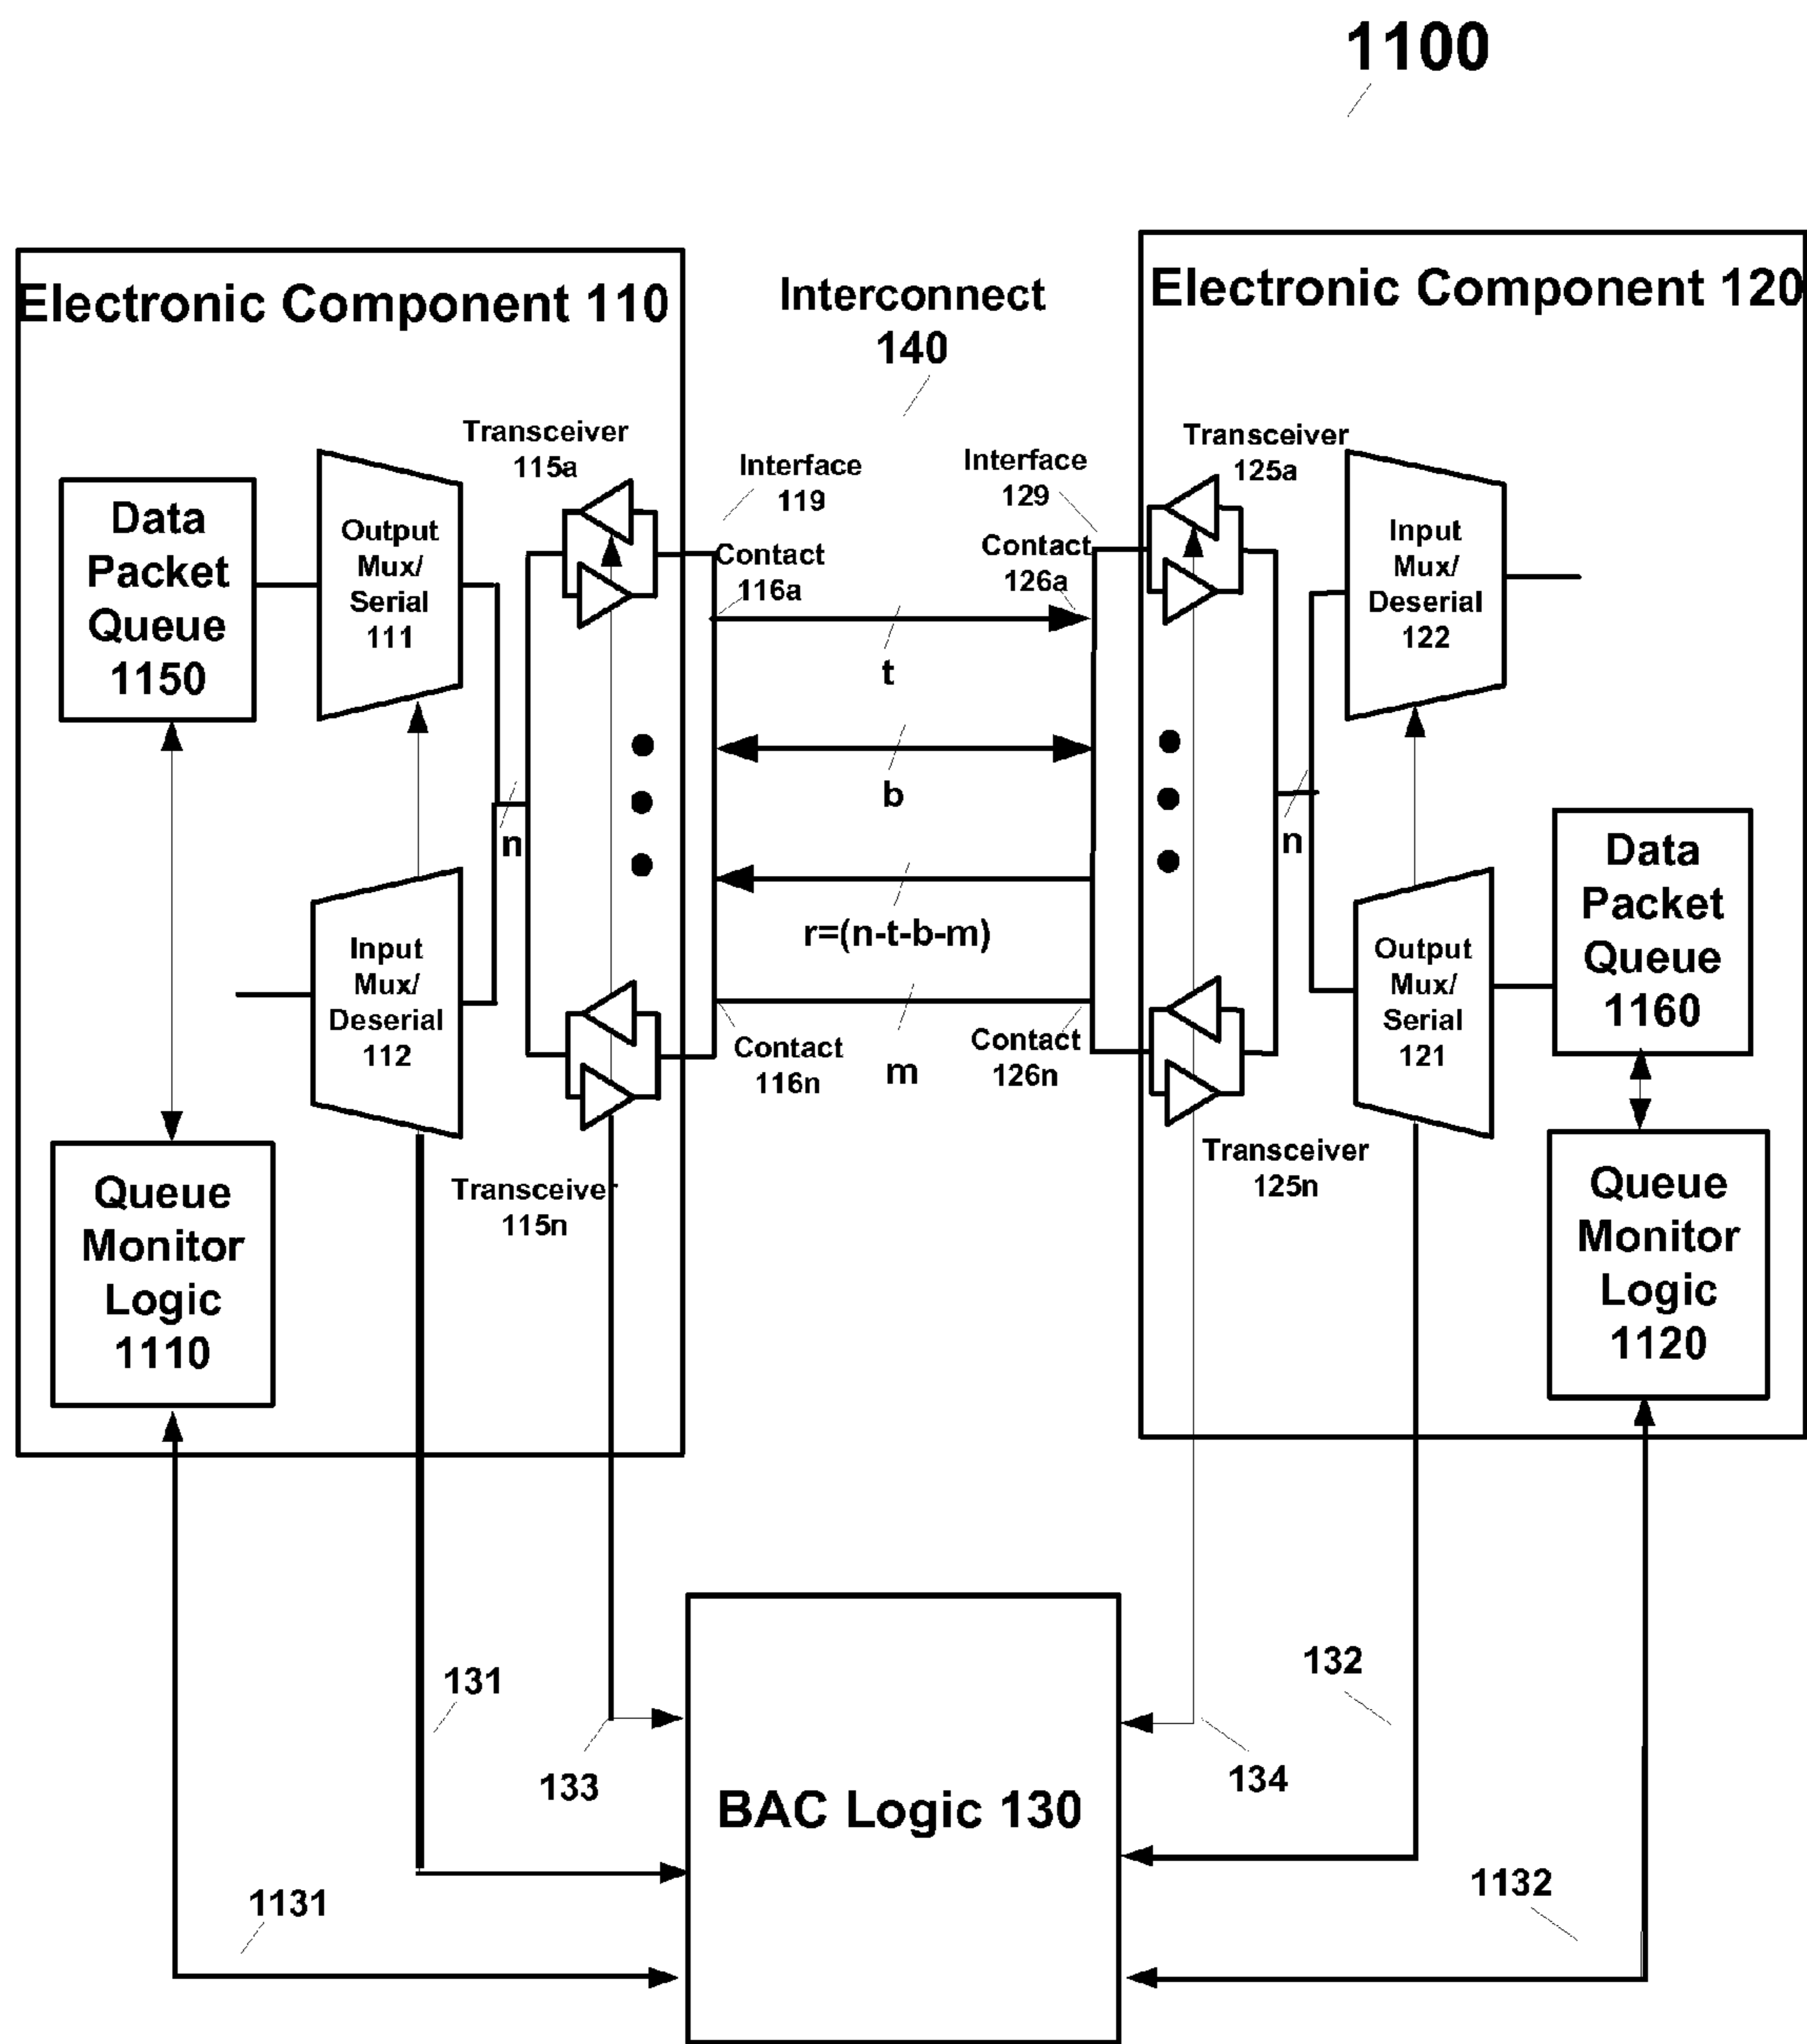 1100
Electronic Component 110
Interconnect
140
Electronic Component 120
Transceiver
115a
Interface
119
Interface
129
Transceiver
125a
Data
Packet
Queue
1150
Output
Mux/
Serial
111
Contact
116a
Contact
126a
Input
Mux/
Deserial
122
t
b
n
n
r=(n-t-b-m)
Input
Mux/
Deserial
112
Output
Mux/
Serial
121
Data
Packet
Queue
1160
Contact
116n
m
Contact
126n
Queue
Monitor
Logic
1110
Transceiver
115n
Transceiver
125n
Queue
Monitor
Logic
1120
131
133
132
134
BAC Logic 130
1131
1132